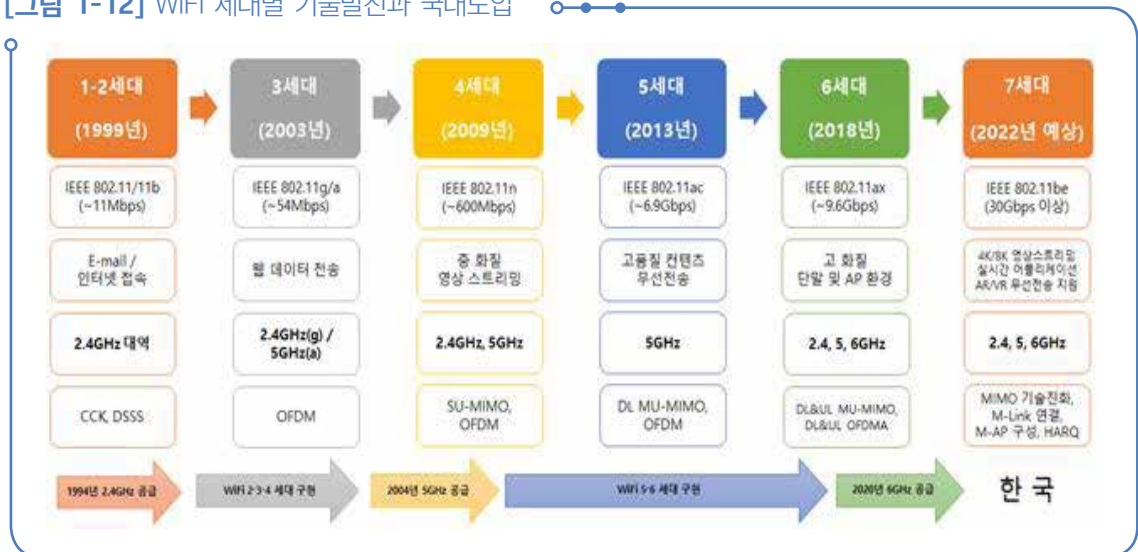 [그림 1-12] WiFi 세대별 기술발전과 국내도입
1-2세대
(1999년)
3세대
(2003년)
4세대
(2009년)
5세대
(2013년)
6세대
(2018년)
7세대
(2022년 예상)
IEEE 802.11/11b
(~11Mbps)
IEEE 802.11g/a
(~54Mbps)
IEEE 802.11n
(~600Mbps)
IEEE 802.11ac
(~6.9Gbps)
IEEE 802.11ax
(~9.6Gbps)
IEEE 802.11be
(30Gbps 이상)
E-mail /
인터넷 접속
웹 데이터 전송
중 화질
영상 스트리밍
고품질 컨텐츠
무선전송
고 화질
단말 및 AP 환경
4K/8K 영상스트리밍
실시간 어플리케이션
AR/VR 무선전송 지원
2.4GHz 대역
2.4GHz(g) /
5GHz(a)
2.4GHz, 5GHz
5GHz
2.4, 5, 6GHz
2.4, 5, 6GHz
CCK, DSSS
OFDM
SU-MIMO,
OFDM
DL MU-MIMO,
OFDM
DL&UL MU-MIMO,
DL&UL OFDMA
MIMO 기술진화,
M-Link 연결,
M-AP 구성, HARQ
1994년 2.4GHz 공급
WiFi 2·3·4 세대 구현
2004년 5GHz 공급
WiFi 5·6 세대 구현
2020년 6GHz 공급
한 국